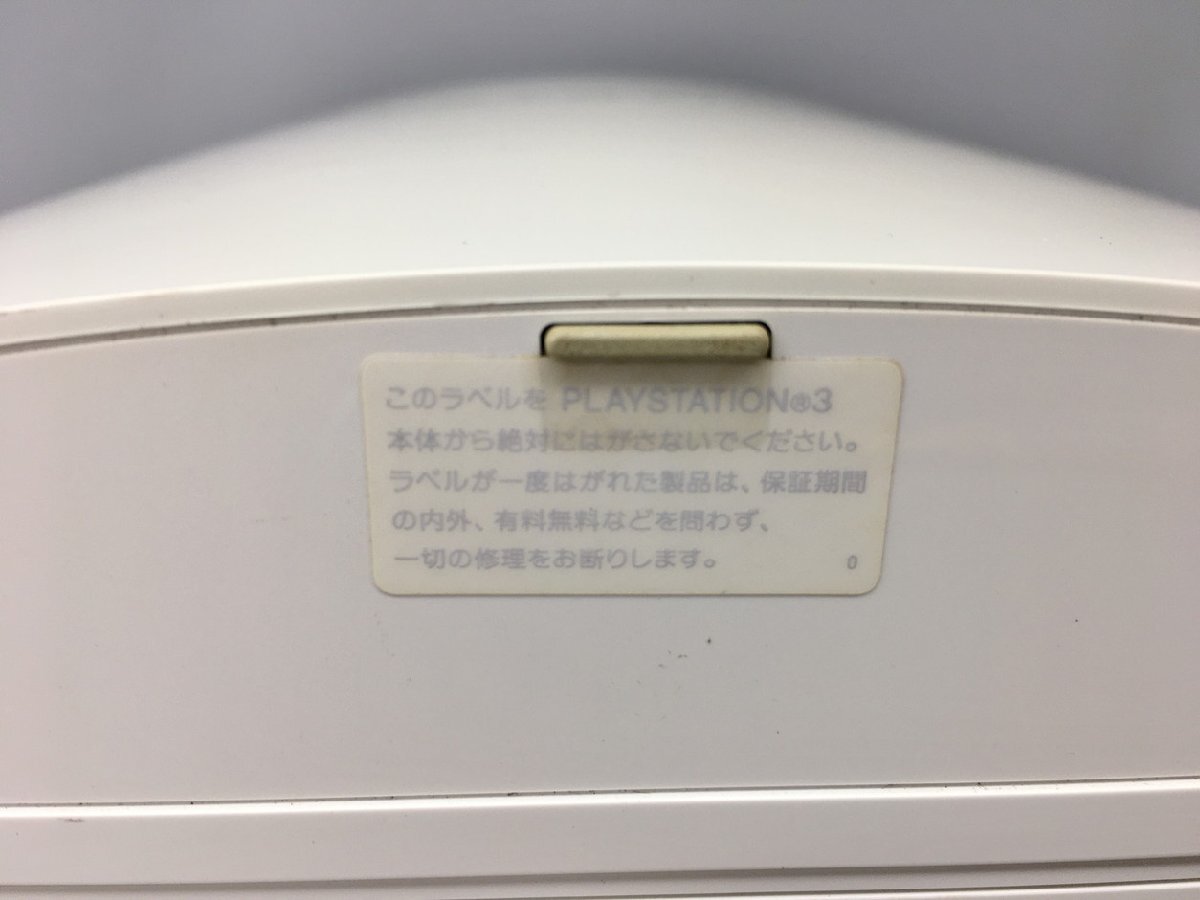 このラベルを PLAYSTATION®3
本体から絶対にはがさないでください。
ラベルが一度はがれた製品は、保証期間
の内外、有料無料などを問わず、
一切の修理をお断りします。 0